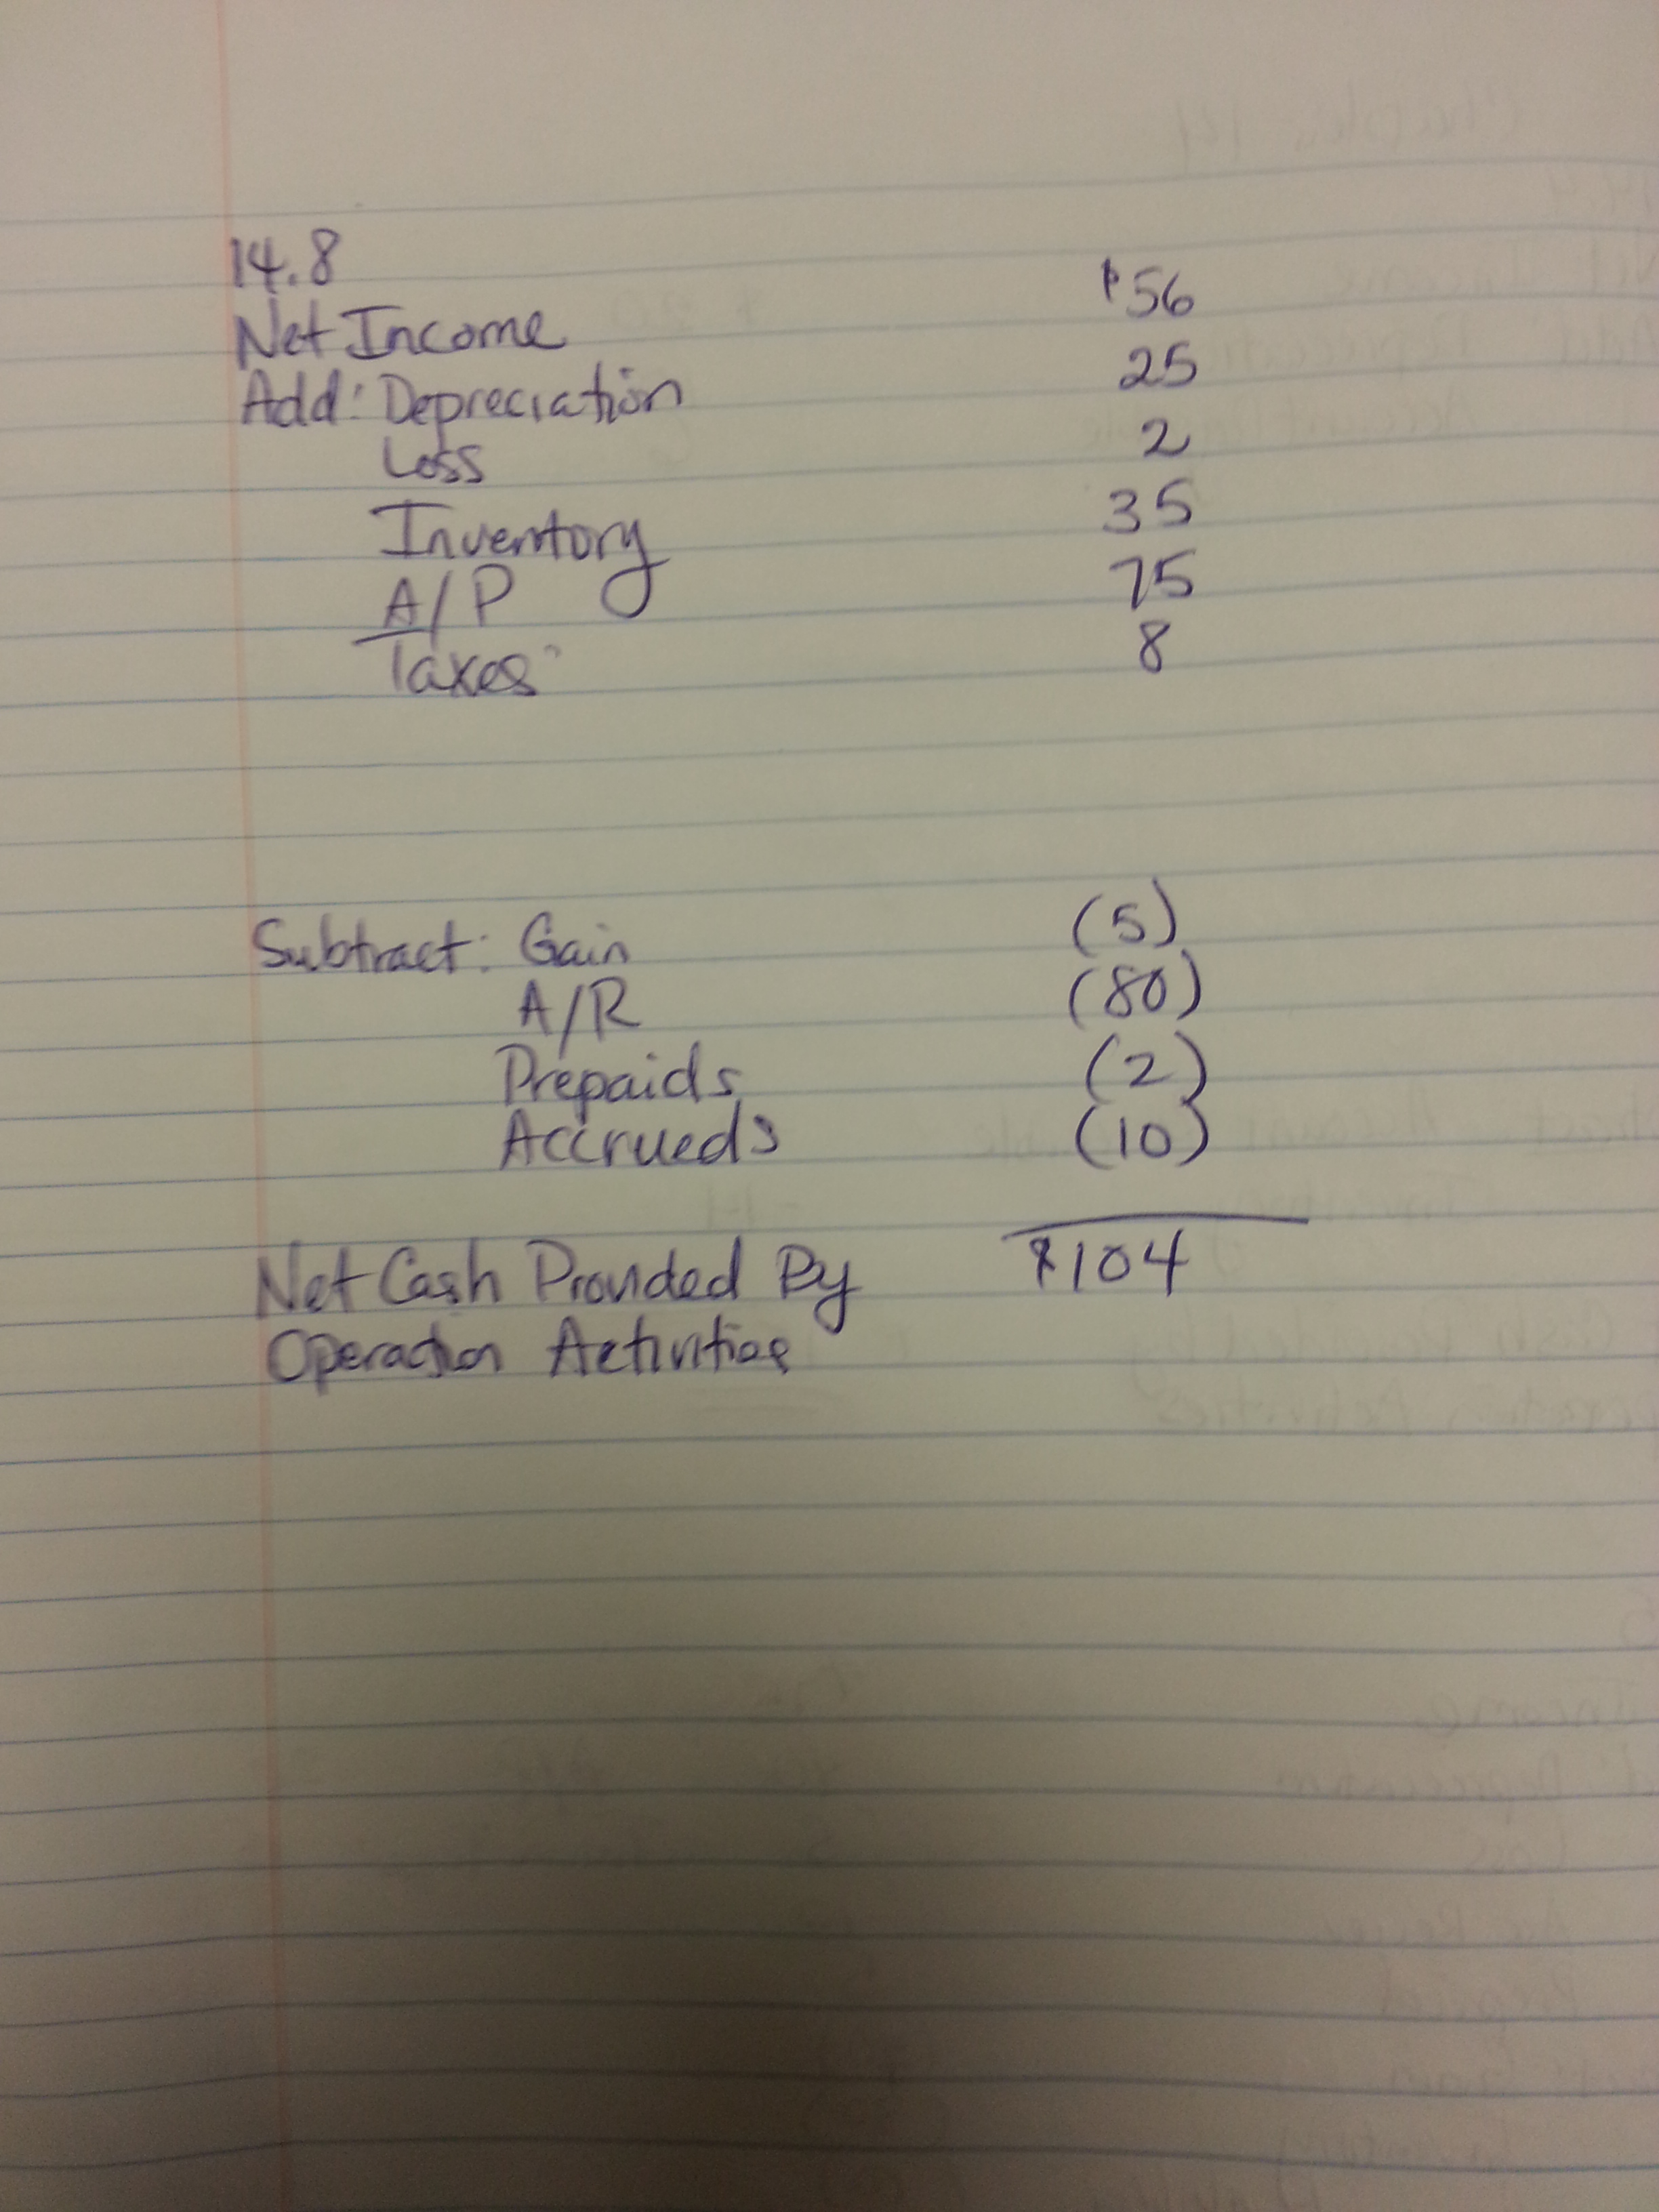 14.8
Net Income $56
Add: Depreciation 25
Loss 2
Inventory 35
A/P 75
Taxes 8
Subtract: Gain (5)
A/R (80)
Prepaids (2)
Accrueds (10)
Net Cash Provided By $104
Operation Activities